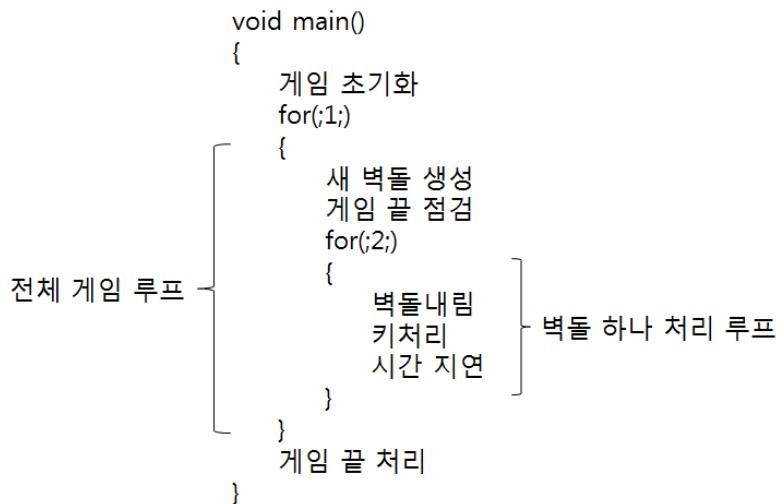 void main()
{
게임 초기화
for(;1;)
{
새 벽돌 생성
게임 끝 점검
for(;2;)
{
벽돌내림
키처리
시간 지연
}
}
게임 끝 처리
}
전체 게임 루프
벽돌 하나 처리 루프